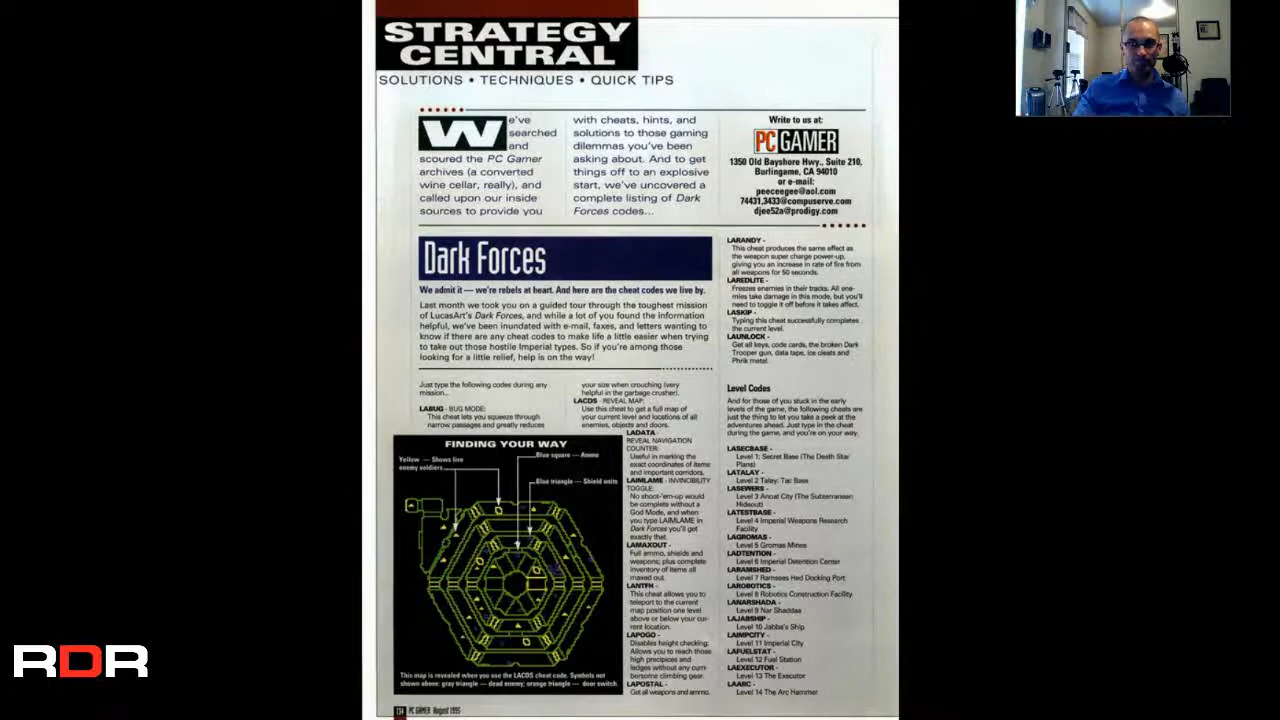 STRATEGY
CENTRAL
SOLUTIONS • TECHNIQUES • QUICK TIPS
We've
searched
and
scoured the PC Gamer
archives (a converted
wine cellar, really), and
called upon our inside
sources to provide you
with cheats, hints, and
solutions to those gaming
dilemmas you've been
asking about. And to get
things off to an explosive
start, we've uncovered a
complete listing of Dark
Forces codes...
Write to us at:
PC GAMER
1350 Old Bayshore Hwy., Suite 210,
Burlingame, CA 94010
or e-mail:
peeceegee@aol.com
74431,3433@compuserve.com
djee52a@prodigy.com
Dark Forces
We admit it — we're rebels at heart. And here are the cheat codes we live by.
Last month we took you on a guided tour through the toughest mission
of LucasArt's Dark Forces, and while a lot of you found the information
helpful, we've been inundated with e-mail, faxes, and letters wanting to
know if there are any cheat codes to make life a little easier when trying
to take out those hostile Imperial types. So if you're among those
looking for a little relief, help is on the way!
Just type the following codes during any
mission...
LABUG - BUG MODE:
This cheat lets you squeeze through
narrow passages and greatly reduces
your size when crouching (very
helpful in the garbage crusher).
LACDS - REVEAL MAP:
Use this cheat to get a full map of
your current level and locations of all
enemies, objects and doors.
LADATA -
REVEAL NAVIGATION
COUNTER:
Useful in marking the
exact coordinates of items
and important corridors.
LAIMLAME - INVINCIBILITY
TOGGLE:
No shoot-'em-up would
be complete without a
God Mode, and when
you type LAIMLAME in
Dark Forces you'll get
exactly that.
LAMAXOUT -
Full ammo, shields and
weapons; plus complete
inventory of items all
maxed out.
LANTFH -
This cheat allows you to
teleport to the current
map position one level
above or below your cur-
rent location.
LAPOGO -
Disables height checking:
Allows you to reach those
high precipices and
ledges without any cum-
bersome climbing gear.
LAPOSTAL -
Get all weapons and ammo.
FINDING YOUR WAY
Yellow — Shows live
enemy soldiers
Blue square — Ammo
Blue triangle — Shield units
This map is revealed when you use the LACDS cheat code. Symbols not
shown above: gray triangle — dead enemy; orange triangle — door switch
LARANDY -
This cheat produces the same effect as
the weapon super charge power-up,
giving you an increase in rate of fire from
all weapons for 50 seconds.
LAREDLITE -
Freezes enemies in their tracks. All ene-
mies take damage in this mode, but you'll
need to toggle it off before it takes affect.
LASKIP -
Typing this cheat successfully completes
the current level.
LAUNLOCK -
Get all keys, code cards, the broken Dark
Trooper gun, data tape, ice cleats and
Phrik metal.
Level Codes
And for those of you stuck in the early
levels of the game, the following cheats are
just the thing to let you take a peek at the
adventures ahead. Just type in the cheat
during the game, and you're on your way.
LASECBASE -
Level 1: Secret Base (The Death Star
Plans)
LATALAY -
Level 2 Talay: Tac Base
LASEWERS -
Level 3 Anoat City (The Subterranean
Hideout)
LATESTBASE -
Level 4 Imperial Weapons Research
Facility
LAGROMAS -
Level 5 Gromas Mines
LADTENTION -
Level 6 Imperial Detention Center
LARAMSHED -
Level 7 Ramsees Hed Docking Port
LAROBOTICS -
Level 8 Robotics Construction Facility
LANARSHADA -
Level 9 Nar Shaddaa
LAJABSHIP -
Level 10 Jabba's Ship
LAIMPCITY -
Level 11 Imperial City
LAFUELSTAT -
Level 12 Fuel Station
LAEXECUTOR -
Level 13 The Executor
LAARC -
Level 14 The Arc Hammer
134 PC GAMER August 1995
RDR